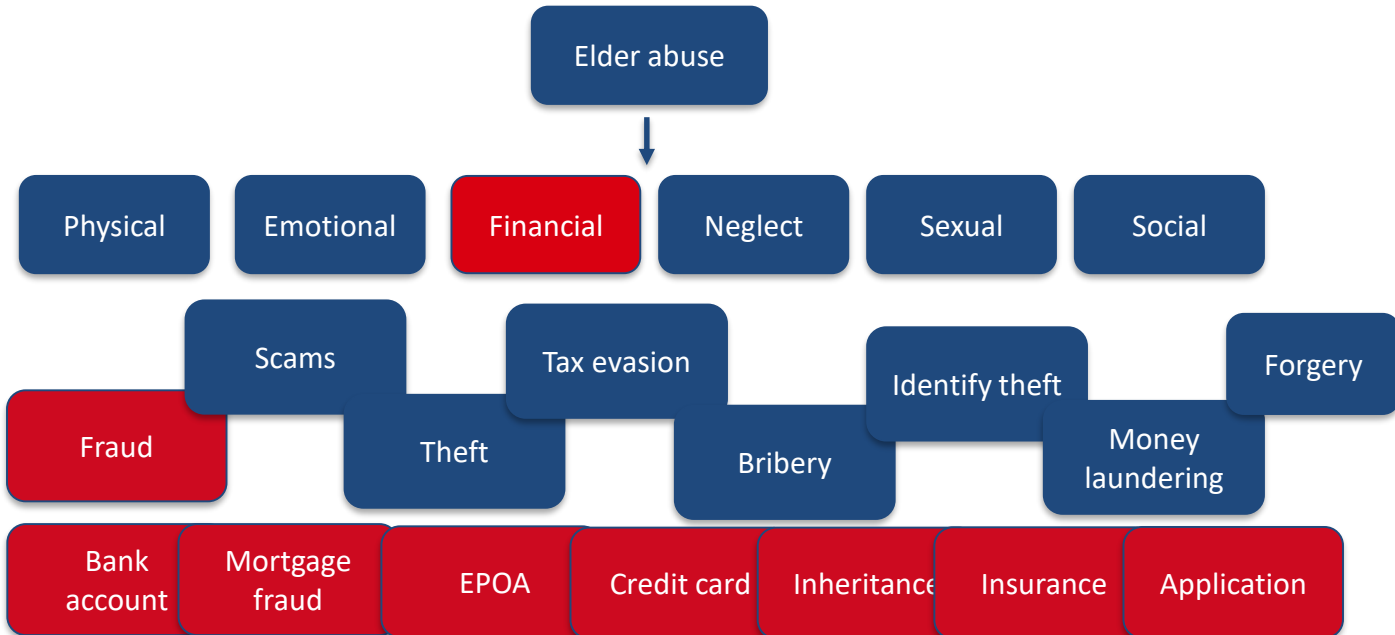 Elder abuse
Physical
Emotional
Financial
Neglect
Sexual
Social
Scams
Tax evasion
Identify theft
Forgery
Fraud
Theft
Bribery
Money
laundering
Bank
account
Mortgage
fraud
EPOA
Credit card
Inheritance
Insurance
Application